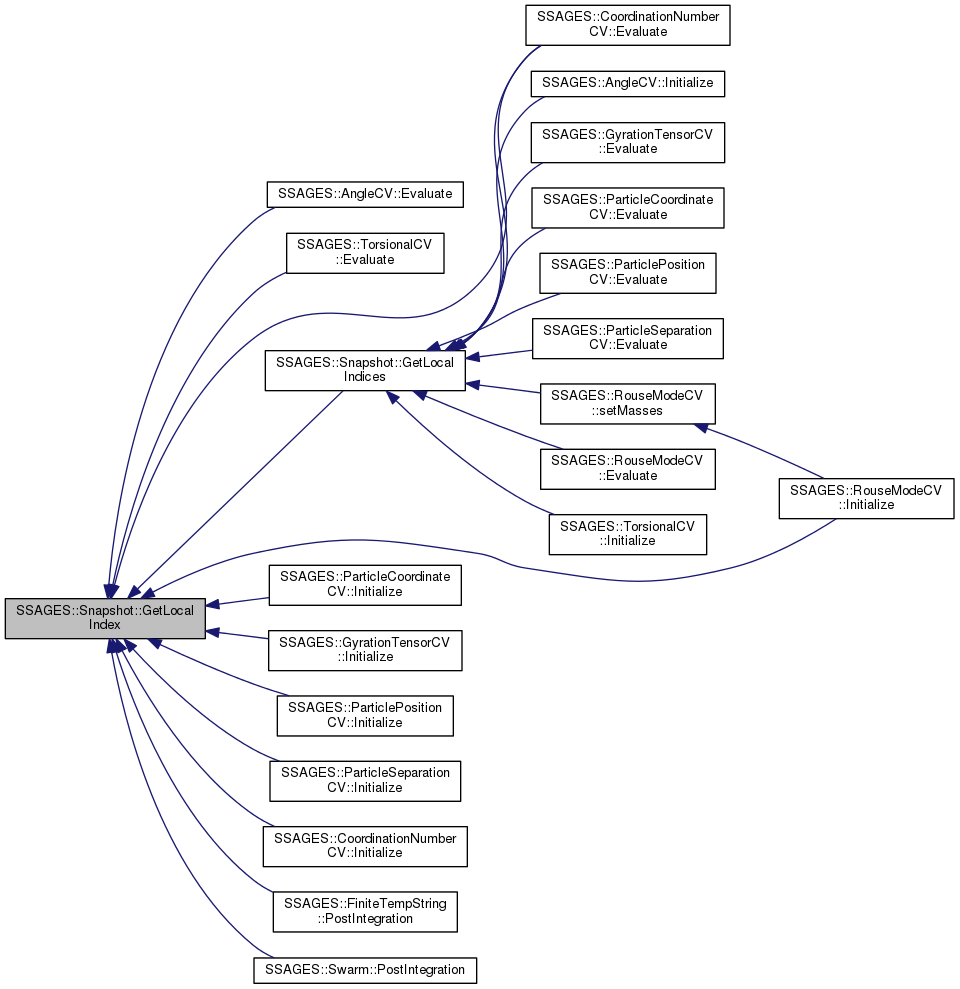 SSAGES::CoordinationNumber
CV::Evaluate
SSAGES::AngleCV::Initialize
SSAGES::GyrationTensorCV
::Evaluate
SSAGES::AngleCV::Evaluate
SSAGES::ParticleCoordinate
CV::Evaluate
SSAGES::TorsionalCV
::Evaluate
SSAGES::ParticlePosition
CV::Evaluate
SSAGES::ParticleSeparation
CV::Evaluate
SSAGES::Snapshot::GetLocal
Indices
SSAGES::RouseModeCV
::setMasses
SSAGES::RouseModeCV
::Evaluate
SSAGES::RouseModeCV
::Initialize
SSAGES::TorsionalCV
::Initialize
SSAGES::ParticleCoordinate
CV::Initialize
SSAGES::Snapshot::GetLocal
Index
SSAGES::GyrationTensorCV
::Initialize
SSAGES::ParticlePosition
CV::Initialize
SSAGES::ParticleSeparation
CV::Initialize
SSAGES::CoordinationNumber
CV::Initialize
SSAGES::FiniteTempString
::PostIntegration
SSAGES::Swarm::PostIntegration